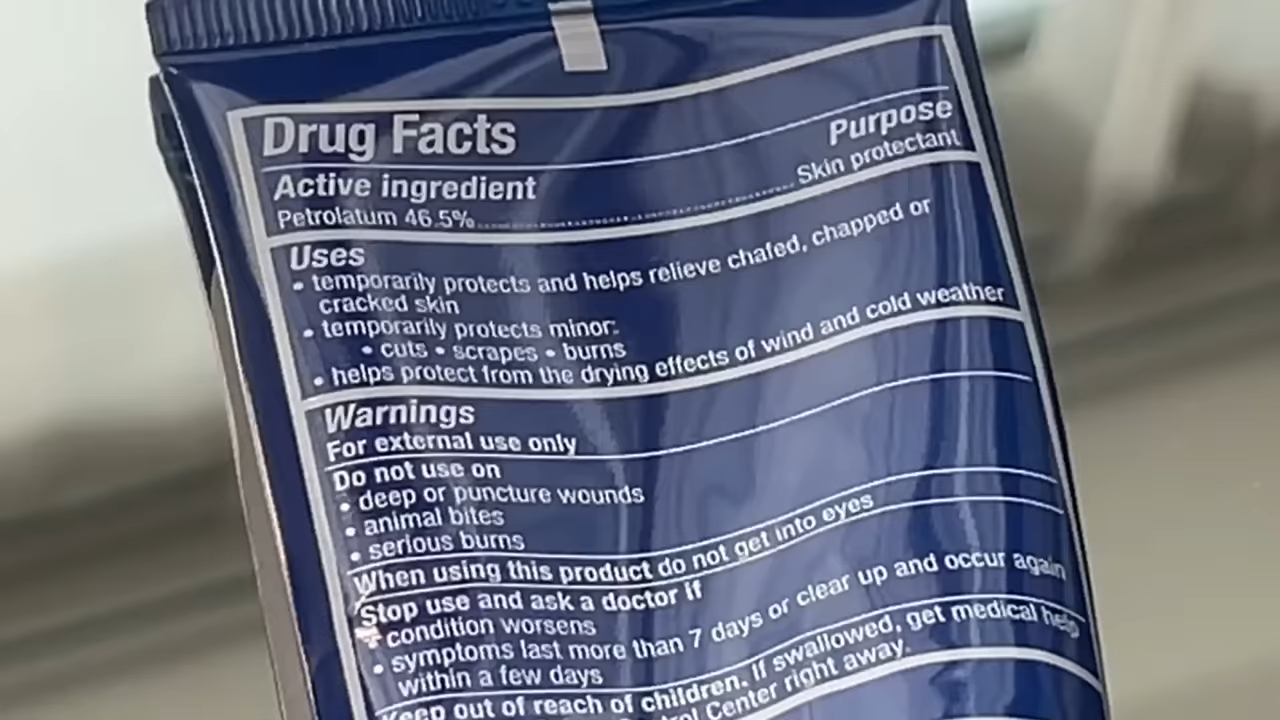 Drug Facts
Active ingredient Purpose
Petrolatum 46.5%........................................Skin protectant
Uses
• temporarily protects and helps relieve chafed, chapped or
cracked skin
• temporarily protects minor:
• cuts • scrapes • burns
• helps protect from the drying effects of wind and cold weather
Warnings
For external use only
Do not use on
• deep or puncture wounds
• animal bites
• serious burns
When using this product do not get into eyes
Stop use and ask a doctor if
• condition worsens
• symptoms last more than 7 days or clear up and occur again
within a few days
Keep out of reach of children. If swallowed, get medical help
Center right away.